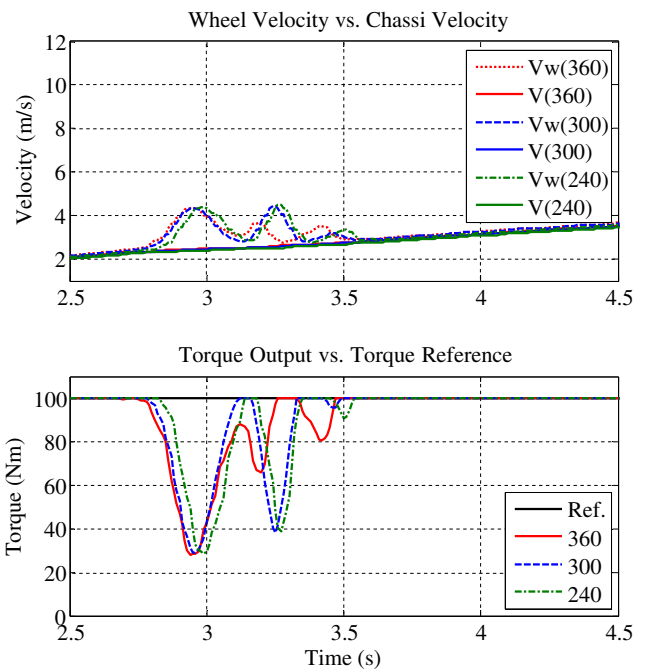 Wheel Velocity vs. Chassi Velocity
Velocity (m/s)
12
10
8
6
4
2
2.5
3
3.5
4
4.5
Vw(360)
V(360)
Vw(300)
V(300)
Vw(240)
V(240)
Torque Output vs. Torque Reference
Torque (Nm)
100
80
60
40
20
0
2.5
3
3.5
4
4.5
Ref.
360
300
240
Time (s)